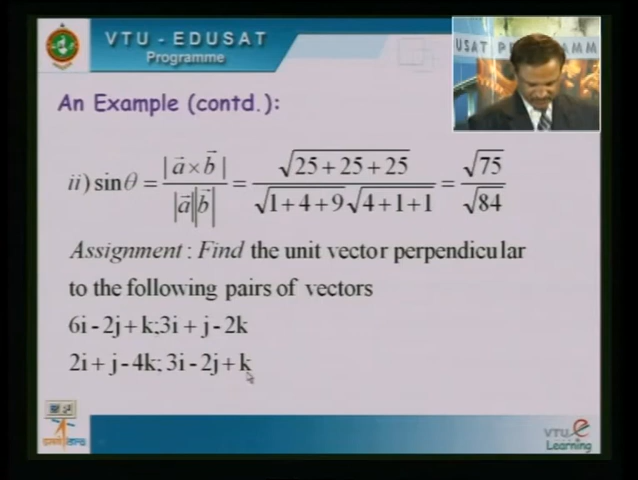 VTU - EDUSAT
Programme
USAT PROGRAMM
An Example (contd.):
ii) sinθ = |a⃗ × b⃗| / |a⃗||b⃗| = √25 + 25 + 25 / √1 + 4 + 9 √4 + 1 + 1 = √75 / √84
Assignment : Find the unit vector perpendicular
to the following pairs of vectors
6i - 2j + k;3i + j - 2k
2i + j - 4k; 3i - 2j + k
VTU e
Learning